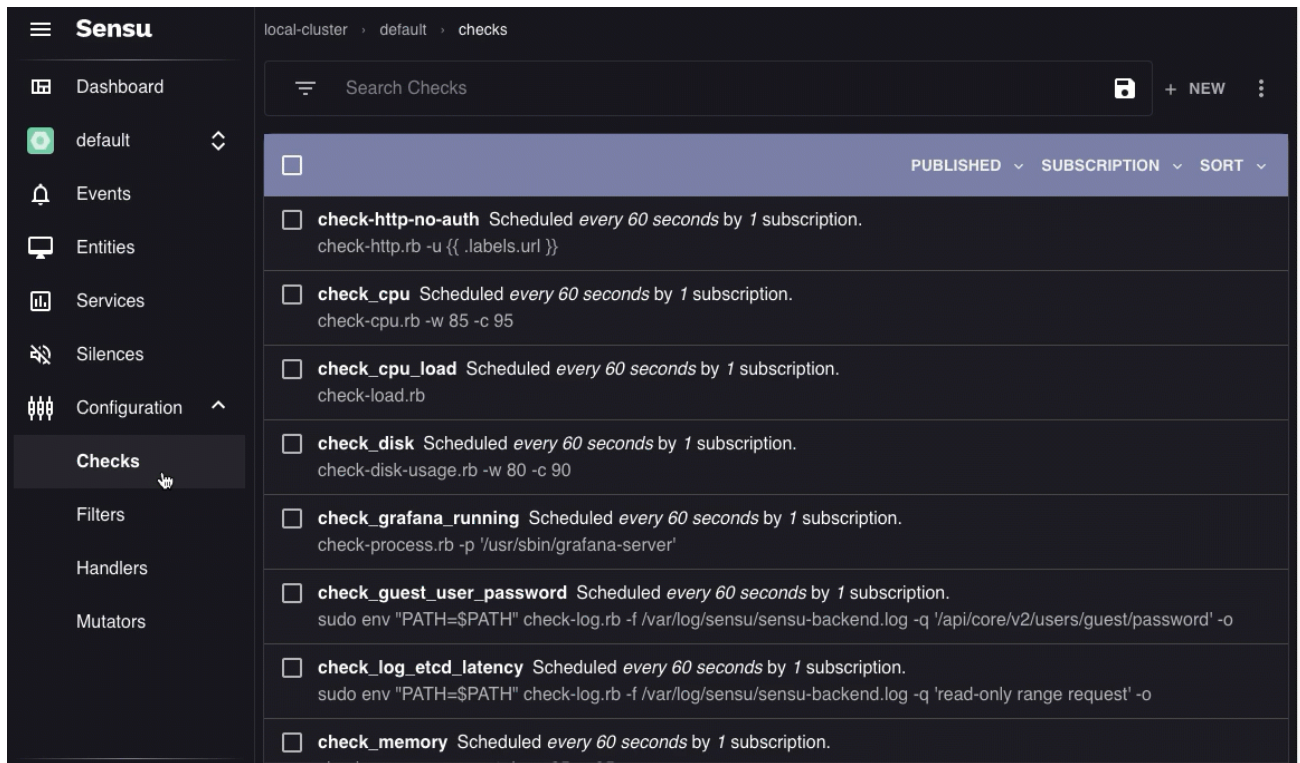 Sensu
Dashboard
default
Events
Entities
Services
Silences
Configuration
Checks
Filters
Handlers
Mutators
local-cluster › default › checks
Search Checks
+ NEW
PUBLISHED SUBSCRIPTION SORT
check-http-no-auth Scheduled every 60 seconds by 1 subscription.
check-http.rb -u {{ .labels.url }}
check_cpu Scheduled every 60 seconds by 1 subscription.
check-cpu.rb -w 85 -c 95
check_cpu_load Scheduled every 60 seconds by 1 subscription.
check-load.rb
check_disk Scheduled every 60 seconds by 1 subscription.
check-disk-usage.rb -w 80 -c 90
check_grafana_running Scheduled every 60 seconds by 1 subscription.
check-process.rb -p '/usr/sbin/grafana-server'
check_guest_user_password Scheduled every 60 seconds by 1 subscription.
sudo env "PATH=$PATH" check-log.rb -f /var/log/sensu/sensu-backend.log -q '/api/core/v2/users/guest/password' -o
check_log_etcd_latency Scheduled every 60 seconds by 1 subscription.
sudo env "PATH=$PATH" check-log.rb -f /var/log/sensu/sensu-backend.log -q 'read-only range request' -o
check_memory Scheduled every 60 seconds by 1 subscription.